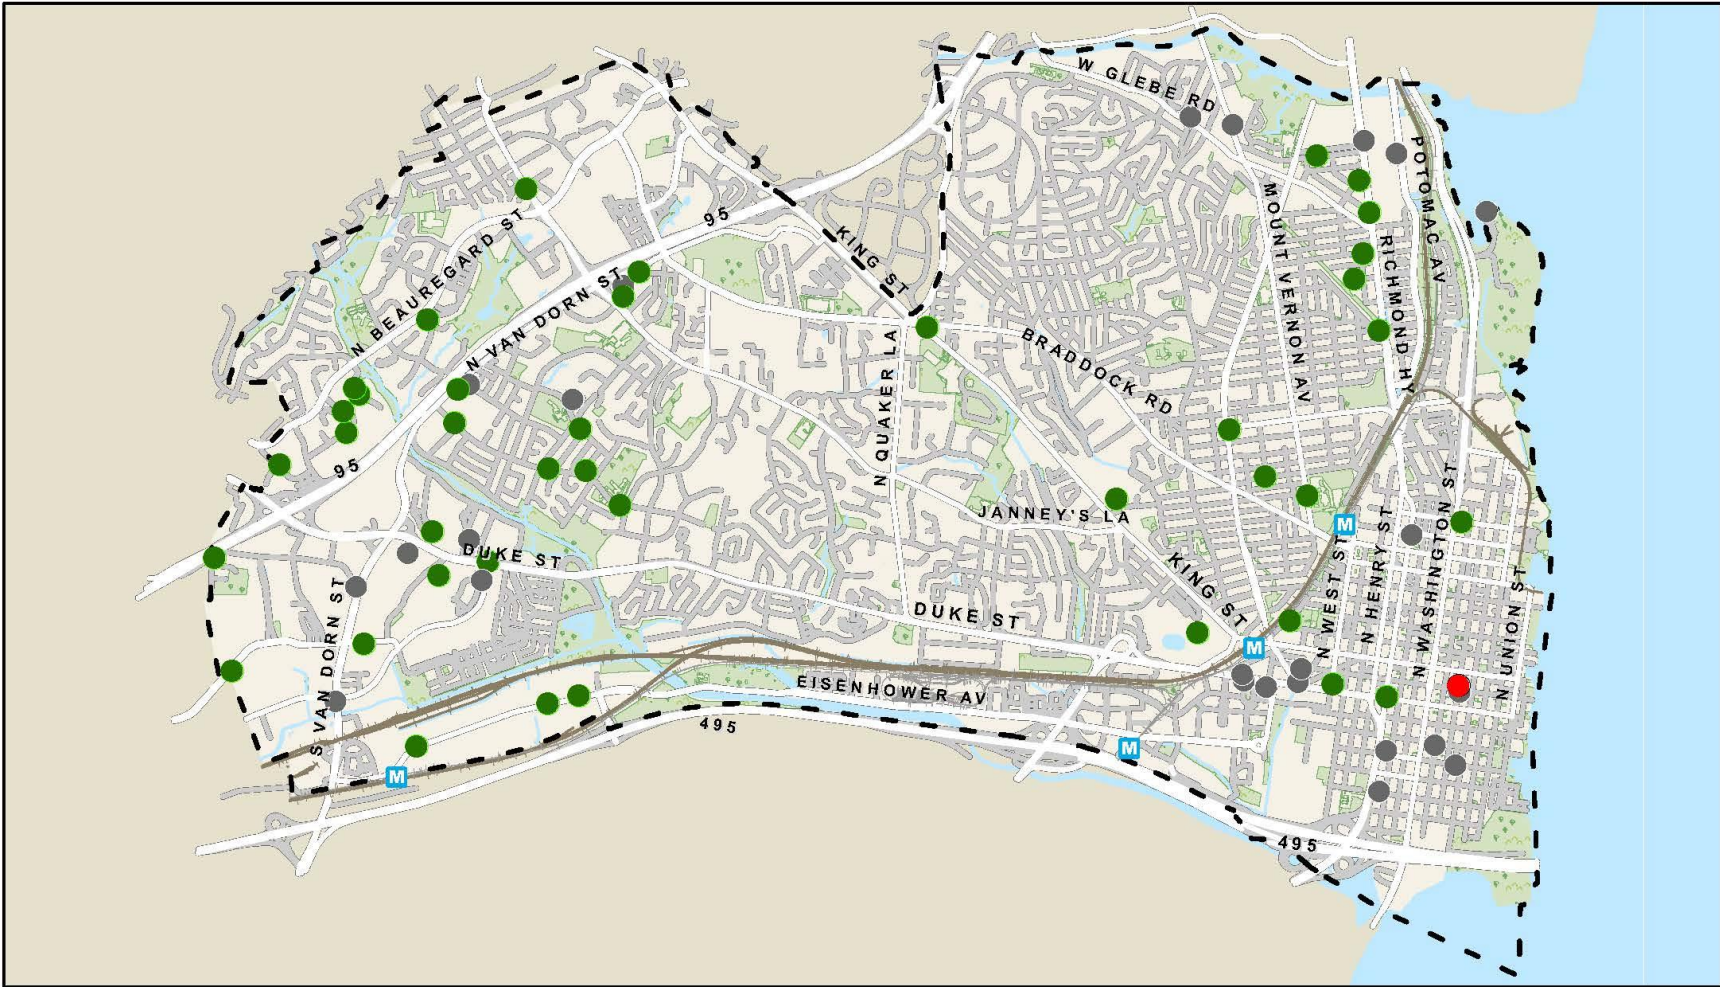 W GLEBE RD
POTOMAC AV
95
KING ST
MOUNT VERNON AV
N BEAUREGARD ST
N VAN DORN ST
RICHMOND HY
BRADDOCK RD
N QUAKER LA
95
JANNEY'S LA
M
DUKE ST
KING ST
N WEST ST
N HENRY ST
N WASHINGTON ST
N UNION ST
S VAN DORN ST
DUKE ST
M
EISENHOWER AV
495
M
M
495